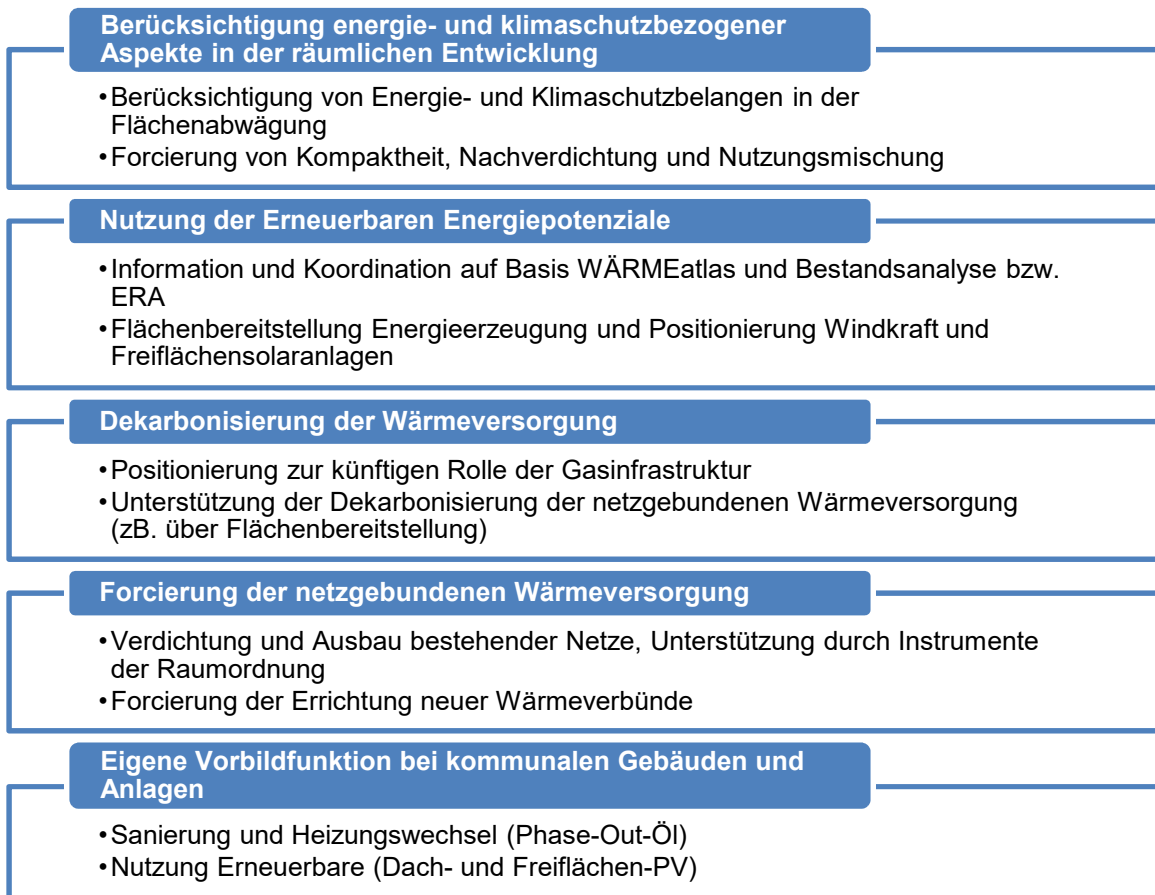 Berücksichtigung energie- und klimaschutzbezogener
Aspekte in der räumlichen Entwicklung
•Berücksichtigung von Energie- und Klimaschutzbelangen in der
Flächenabwägung
•Forcierung von Kompaktheit, Nachverdichtung und Nutzungsmischung
Nutzung der Erneuerbaren Energiepotenziale
•Information und Koordination auf Basis WÄRMEatlas und Bestandsanalyse bzw.
ERA
•Flächenbereitstellung Energieerzeugung und Positionierung Windkraft und
Freiflächensolaranlagen
Dekarbonisierung der Wärmeversorgung
•Positionierung zur künftigen Rolle der Gasinfrastruktur
•Unterstützung der Dekarbonisierung der netzgebundenen Wärmeversorgung
(zB. über Flächenbereitstellung)
Forcierung der netzgebundenen Wärmeversorgung
•Verdichtung und Ausbau bestehender Netze, Unterstützung durch Instrumente
der Raumordnung
•Forcierung der Errichtung neuer Wärmeverbünde
Eigene Vorbildfunktion bei kommunalen Gebäuden und
Anlagen
•Sanierung und Heizungswechsel (Phase-Out-Öl)
•Nutzung Erneuerbare (Dach- und Freiflächen-PV)